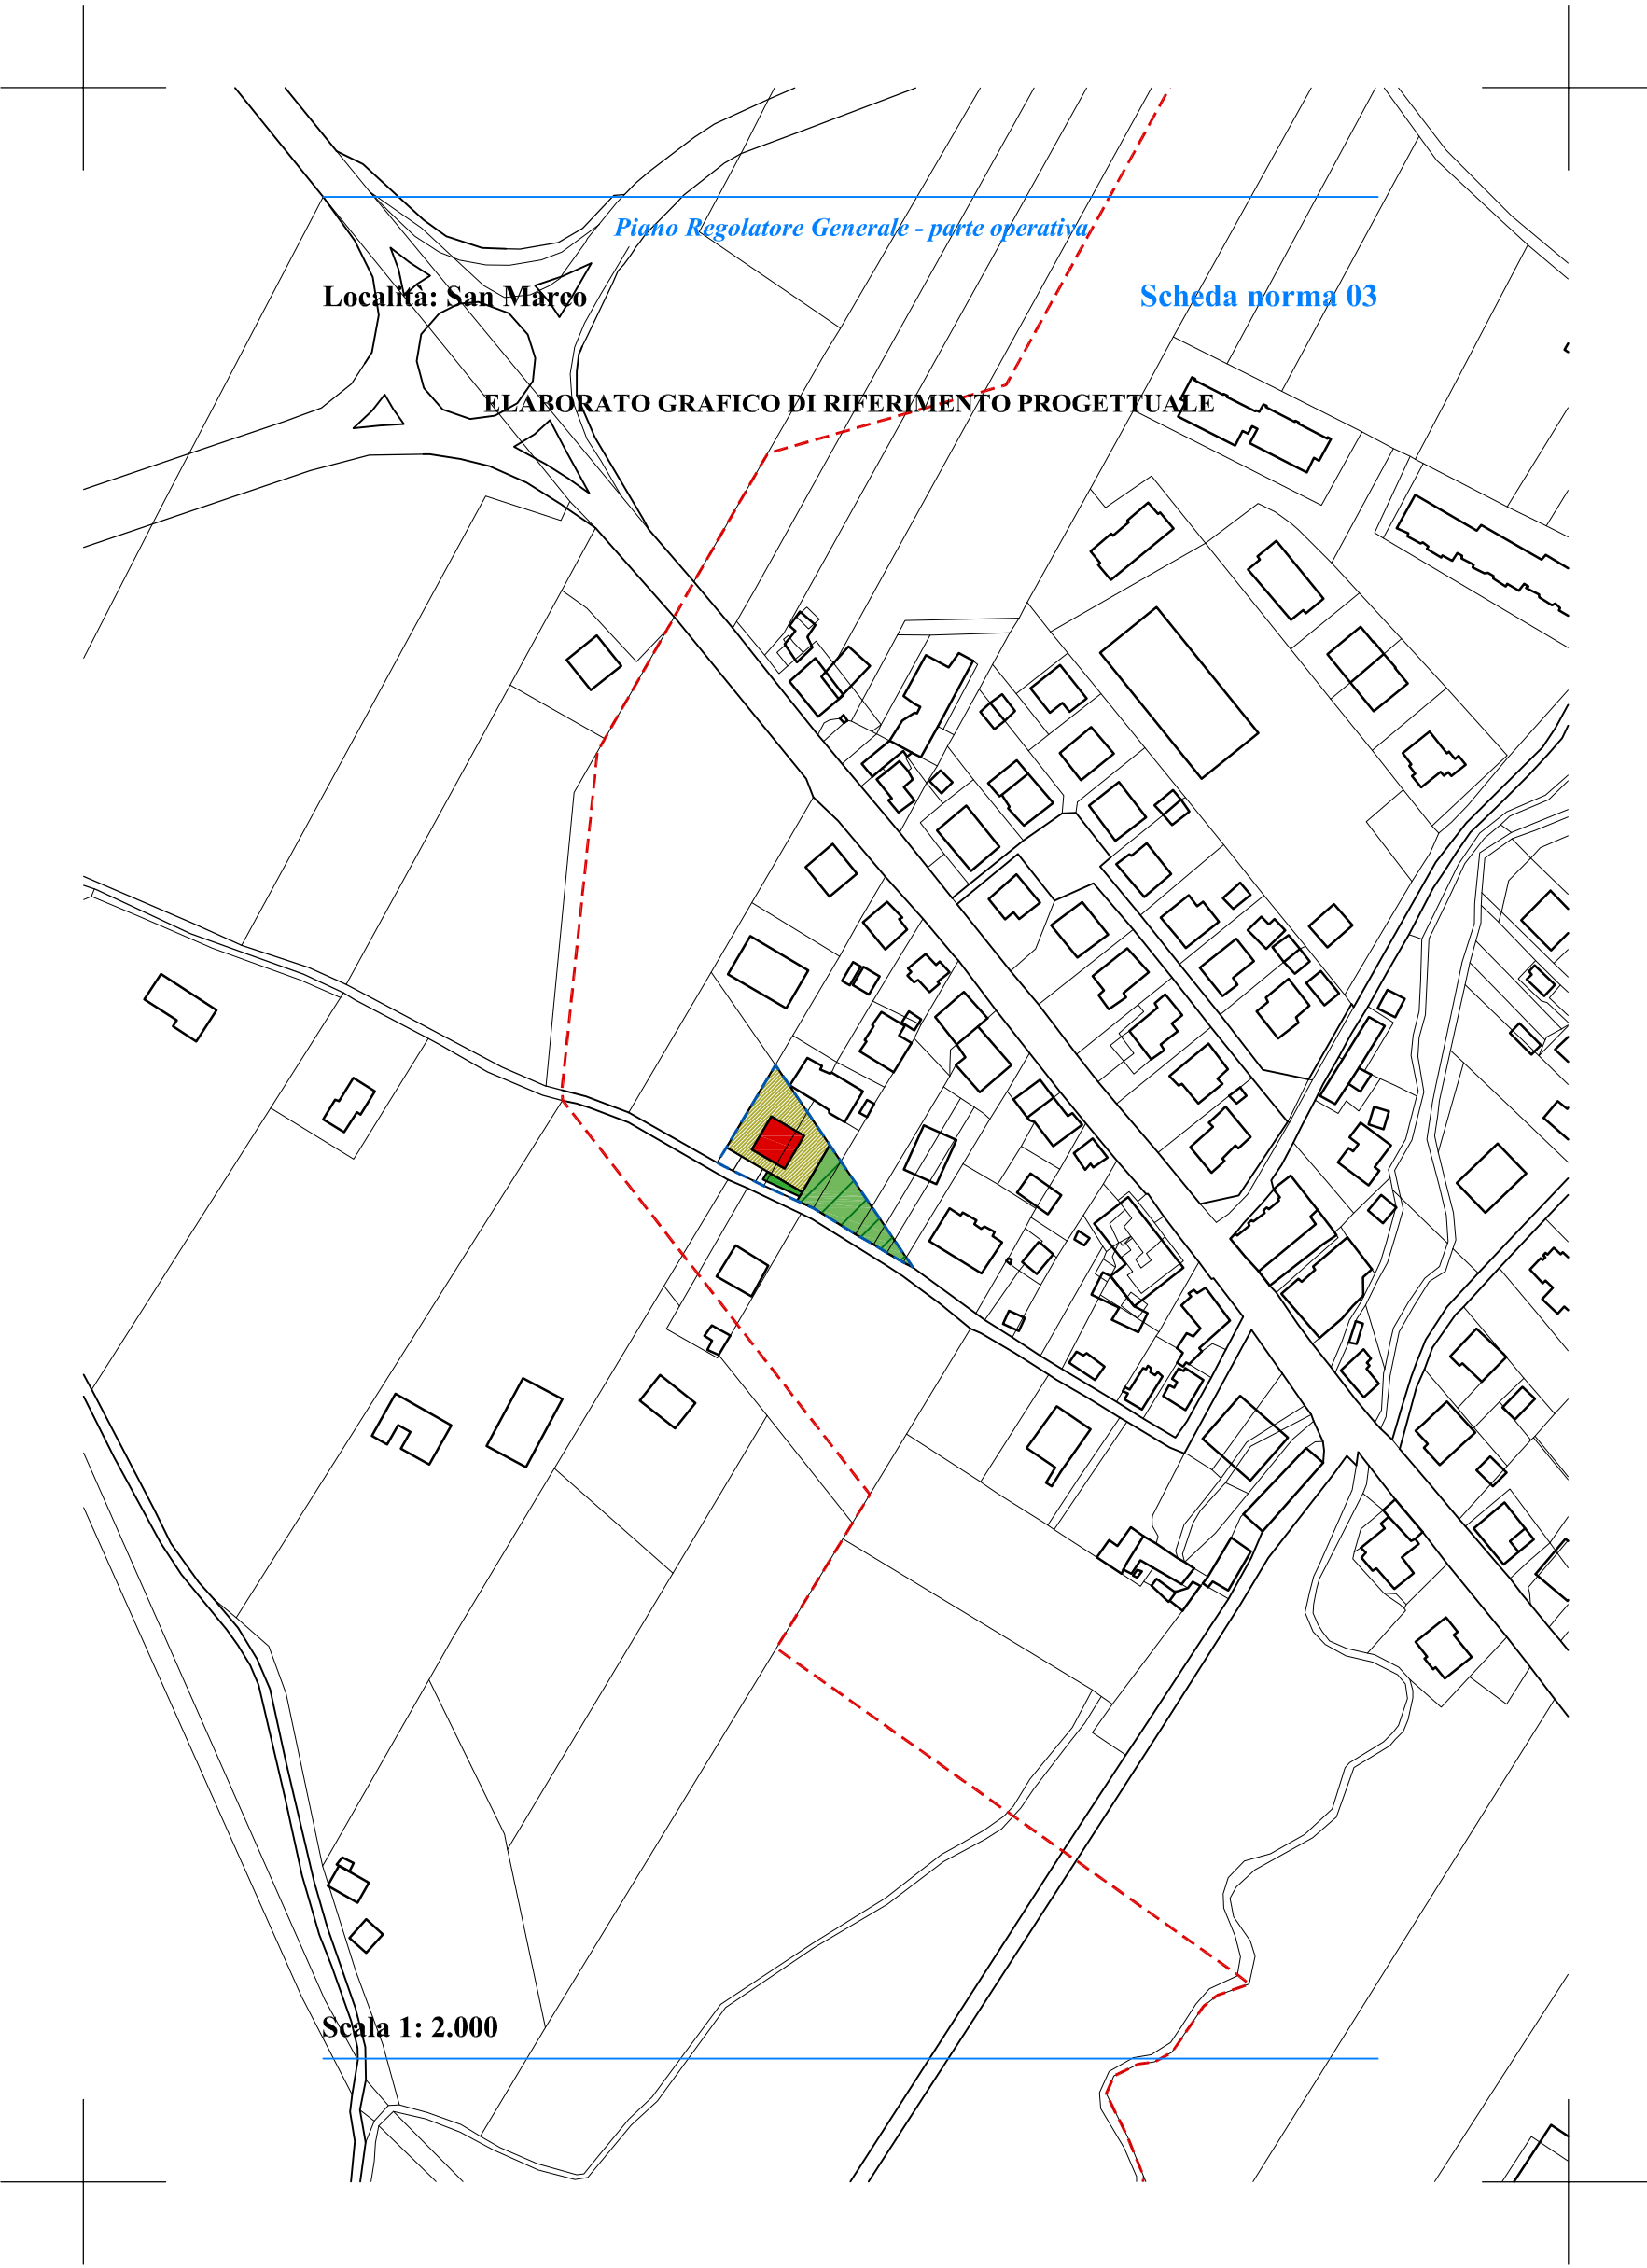 Piano Regolatore Generale - parte operativa
Località: San Marco
Scheda norma 03
ELABORATO GRAFICO DI RIFERIMENTO PROGETTUALE
Scala 1: 2.000